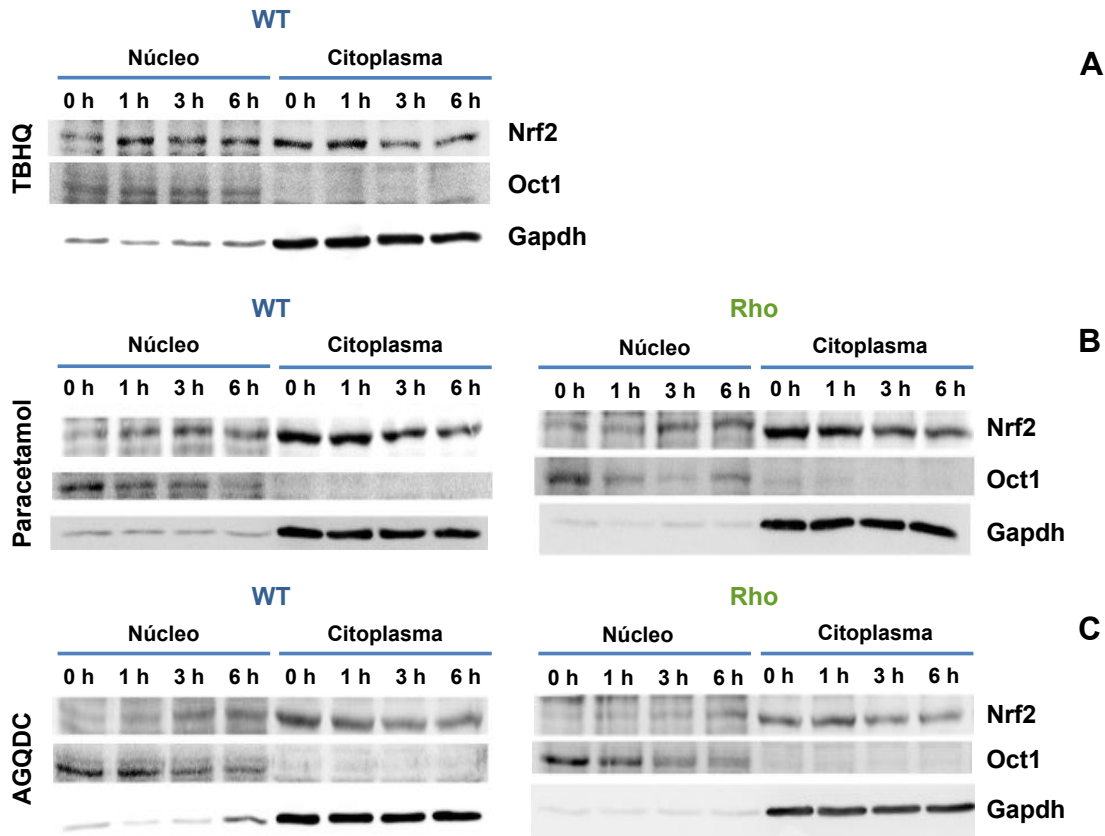 WT
A
Núcleo Citoplasma
0 h 1 h 3 h 6 h 0 h 1 h 3 h 6 h
TBHQ
Nrf2
Oct1
Gapdh
WT Rho
B
Núcleo Citoplasma Núcleo Citoplasma
0 h 1 h 3 h 6 h 0 h 1 h 3 h 6 h 0 h 1 h 3 h 6 h 0 h 1 h 3 h 6 h
Paracetamol
Nrf2
Oct1
Gapdh
WT Rho
C
Núcleo Citoplasma Núcleo Citoplasma
0 h 1 h 3 h 6 h 0 h 1 h 3 h 6 h 0 h 1 h 3 h 6 h 0 h 1 h 3 h 6 h
AGQDC
Nrf2
Oct1
Gapdh